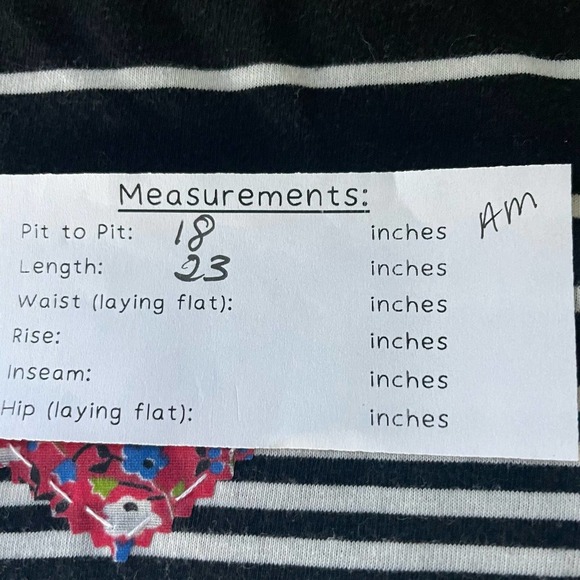 Measurements:
AM
Pit to Pit: 18 inches
Length: 23 inches
Waist (laying flat): inches
Rise: inches
Inseam: inches
Hip (laying flat): inches